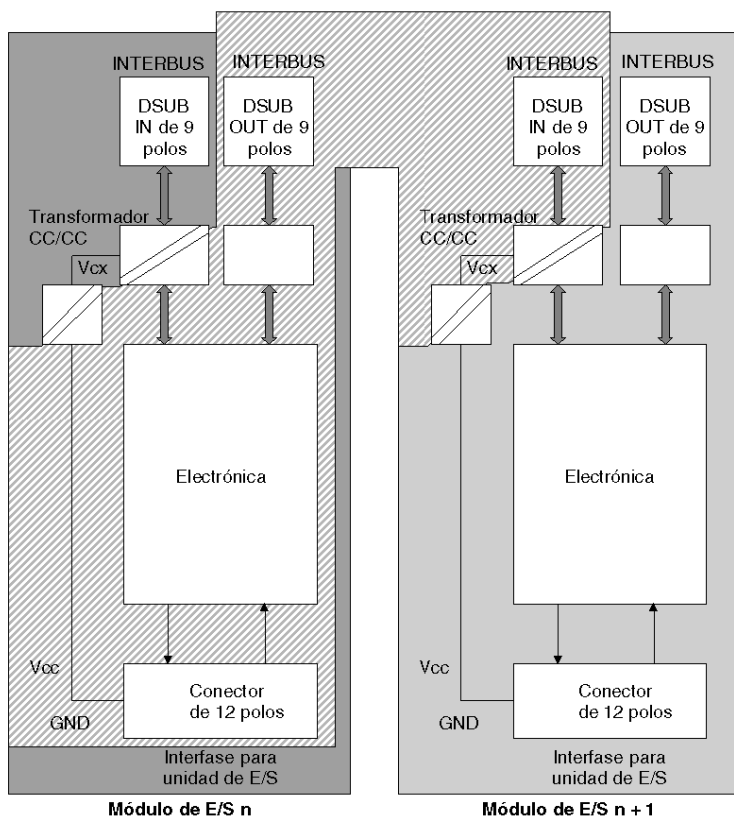 INTERBUS
INTERBUS
DSUB
IN de 9
polos
DSUB
OUT de 9
polos
Transformador
CC/CC
Vcx
Electrónica
Vcc
GND
Conector
de 12 polos
Interfase para
unidad de E/S
Módulo de E/S n
INTERBUS
INTERBUS
DSUB
IN de 9
polos
DSUB
OUT de 9
polos
Transformador
CC/CC
Vcx
Electrónica
Vcc
GND
Conector
de 12 polos
Interfase para
unidad de E/S
Módulo de E/S n + 1